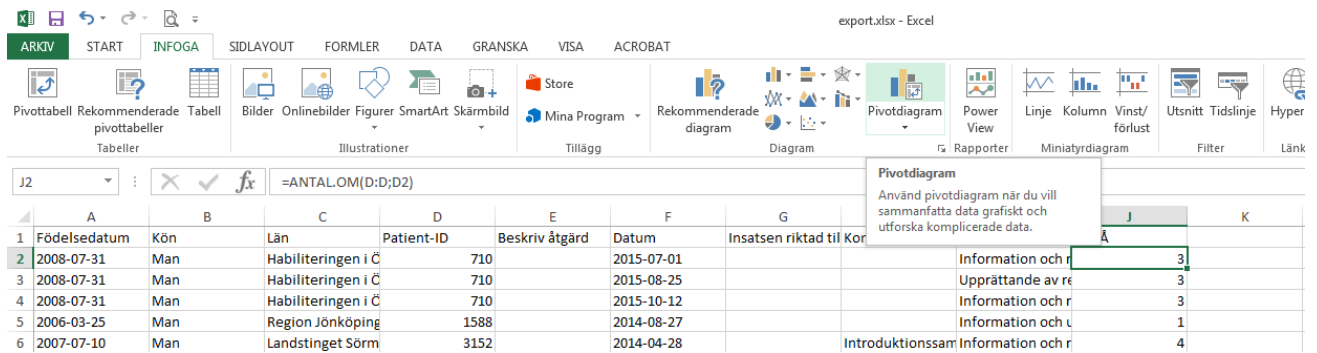 export.xlsx - Excel
ARKIV START INFOGA SIDLAYOUT FORMLER DATA GRANSKA VISA ACROBAT
Pivottabell Rekommenderade pivottabeller Tabell
Tabeller
Bilder Onlinebilder Figurer SmartArt Skärmbild
Illustrationer
Store
Mina Program
Tillägg
Rekommenderade diagram
Pivotdiagram
Diagram
Power View
Rapporter
Linje Kolumn Vinst/förlust
Miniatyrdiagram
Utsnitt Tidslinje
Filter
Hyper
Länk
J2 fx =ANTAL.OM(D:D;D2)
Pivotdiagram
Använd pivotdiagram när du vill
sammanfatta data grafiskt och
utforska komplicerade data.
A B C D E F G J K
1 Födelsedatum Kön Län Patient-ID Beskriv åtgärd Datum Insatsen riktad til Kor Å
2 2008-07-31 Man Habiliteringen i Ö 710 2015-07-01 Information och r 3
3 2008-07-31 Man Habiliteringen i Ö 710 2015-08-25 Upprättande av re 3
4 2008-07-31 Man Habiliteringen i Ö 710 2015-10-12 Information och r 3
5 2006-03-25 Man Region Jönköping 1588 2014-08-27 Information och u 1
6 2007-07-10 Man Landstinget Sörm 3152 2014-04-28 Introduktionssam Information och r 4